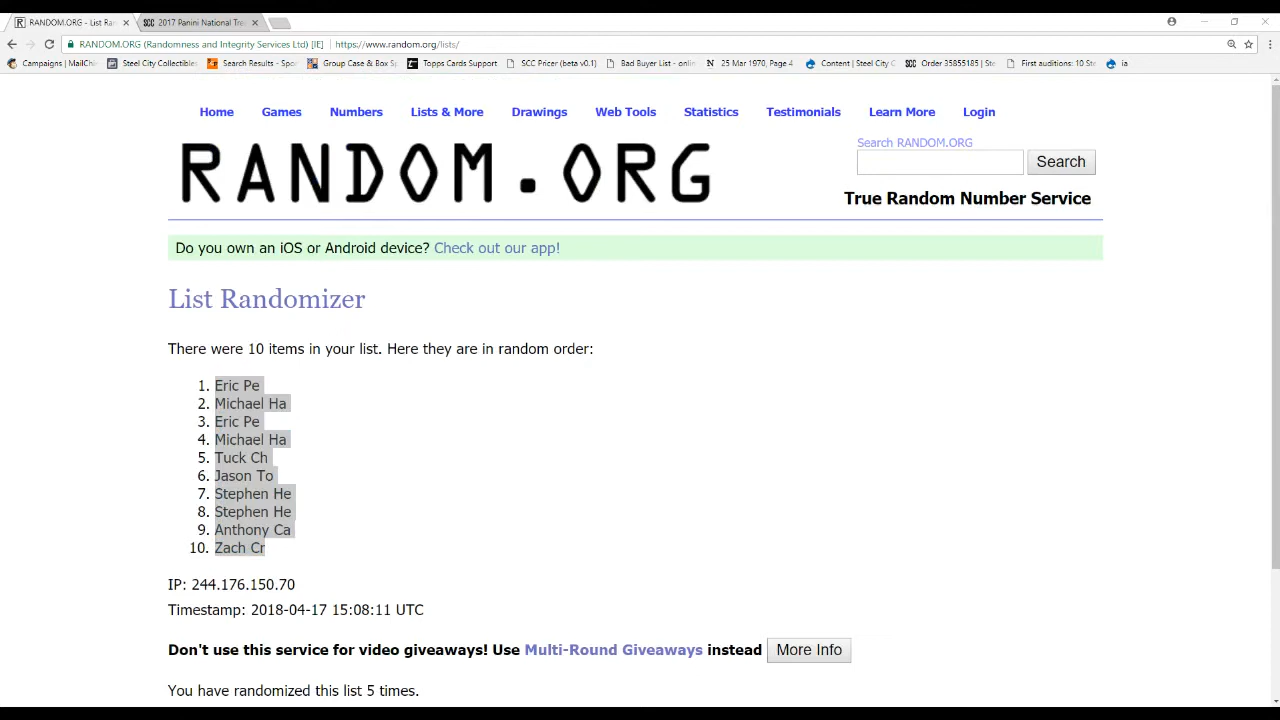 RANDOM.ORG - List Ra
SCC 2017 Panini National Tre
RANDOM.ORG (Randomness and Integrity Services Ltd) [IE] https://www.random.org/lists/
Campaigns | MailChi Steel City Collectibles Search Results - Spo Group Case & Box S Topps Cards Support SCC Pricer (beta v0.1) Bad Buyer List - onlin N 25 Mar 1970, Page 4 Content | Steel City C SCC Order 35855185 | Ste First auditions: 10 St ia
Home Games Numbers Lists & More Drawings Web Tools Statistics Testimonials Learn More Login
RANDOM.ORG
Search RANDOM.ORG
Search
True Random Number Service
Do you own an iOS or Android device? Check out our app!
List Randomizer
There were 10 items in your list. Here they are in random order:
1. Eric Pe
2. Michael Ha
3. Eric Pe
4. Michael Ha
5. Tuck Ch
6. Jason To
7. Stephen He
8. Stephen He
9. Anthony Ca
10. Zach Cr
IP: 244.176.150.70
Timestamp: 2018-04-17 15:08:11 UTC
Don't use this service for video giveaways! Use Multi-Round Giveaways instead More Info
You have randomized this list 5 times.